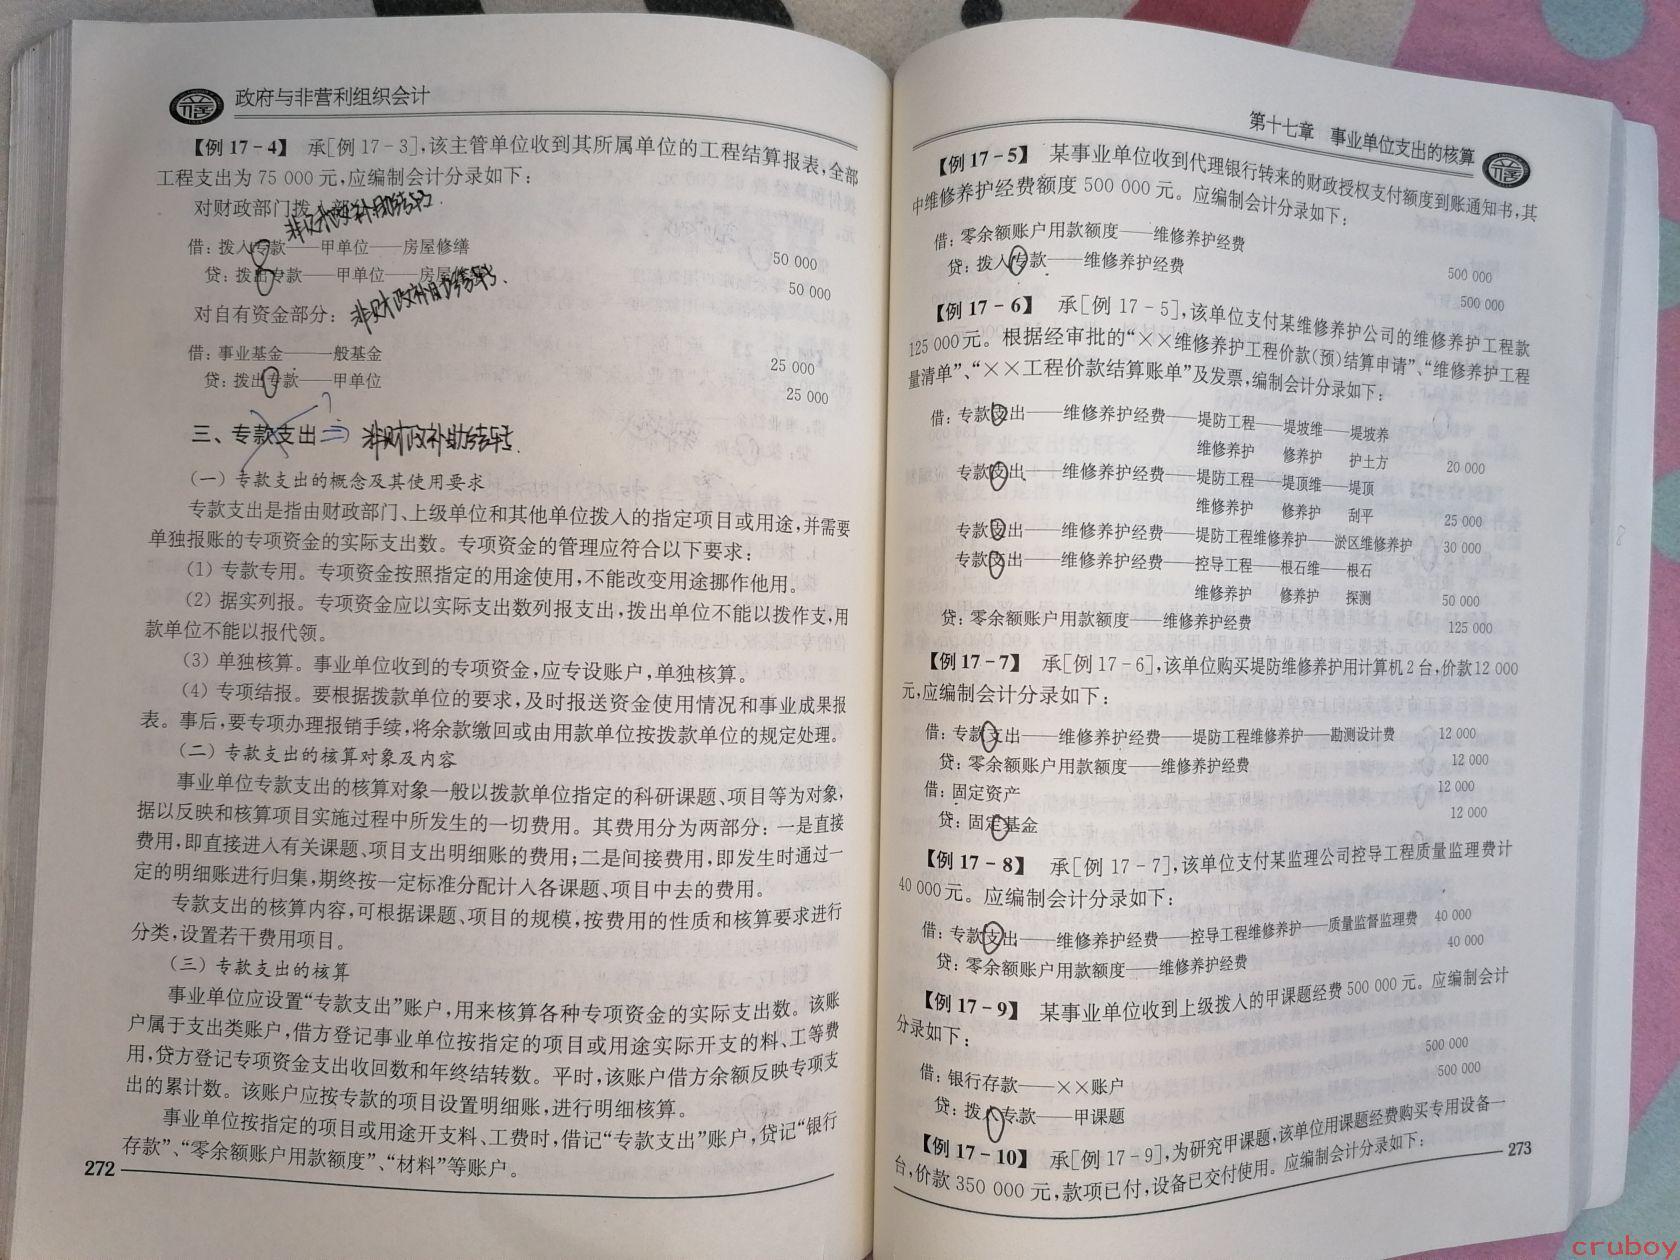 政府与非营利组织会计
【例 17－4】 承［例 17－3］，该主管单位收到其所属单位的工程结算报表，全部
工程支出为 75 000 元，应编制会计分录如下：
对财政部门拨入部
非财政补助结转
借：拨入专款——甲单位——房屋修缮
50 000
贷：拨出专款——甲单位——房屋修缮
50 000
非财政补助结转
对自有资金部分：
借：事业基金——一般基金
25 000
贷：拨出专款——甲单位
25 000
三、专款支出
非财政补助结转
（一）专款支出的概念及其使用要求
专款支出是指由财政部门、上级单位和其他单位拨入的指定项目或用途，并需要
单独报账的专项资金的实际支出数。专项资金的管理应符合以下要求：
（1）专款专用。专项资金按照指定的用途使用，不能改变用途挪作他用。
（2）据实列报。专项资金应以实际支出数列报支出，拨出单位不能以拨作支，用
款单位不能以报代领。
（3）单独核算。事业单位收到的专项资金，应专设账户，单独核算。
（4）专项结报。要根据拨款单位的要求，及时报送资金使用情况和事业成果报
表。事后，要专项办理报销手续，将余款缴回或由用款单位按拨款单位的规定处理。
（二）专款支出的核算对象及内容
事业单位专款支出的核算对象一般以拨款单位指定的科研课题、项目等为对象，
据以反映和核算项目实施过程中所发生的一切费用。其费用分为两部分：一是直接
费用，即直接进入有关课题、项目支出明细账的费用；二是间接费用，即发生时通过一
定的明细账进行归集，期终按一定标准分配计入各课题、项目中去的费用。
专款支出的核算内容，可根据课题、项目的规模，按费用的性质和核算要求进行
分类，设置若干费用项目。
（三）专款支出的核算
事业单位应设置“专款支出”账户，用来核算各种专项资金的实际支出数。该账
户属于支出类账户，借方登记事业单位按指定的项目或用途实际开支的料、工等费
用，贷方登记专项资金支出收回数和年终结转数。平时，该账户借方余额反映专项支
出的累计数。该账户应按专款的项目设置明细账，进行明细核算。
事业单位按指定的项目或用途开支料、工费时，借记“专款支出”账户，贷记“银行
存款”、“零余额账户用款额度”、“材料”等账户。
272
第十七章 事业单位支出的核算
【例 17－5】 某事业单位收到代理银行转来的财政授权支付额度到账通知书，其
中维修养护经费额度 500 000 元。应编制会计分录如下：
借：零余额账户用款额度——维修养护经费
500 000
贷：拨入专款——维修养护经费
500 000
【例 17－6】 承［例 17－5］，该单位支付某维修养护公司的维修养护工程款
125 000元。根据经审批的“××维修养护工程价款（预）结算申请”、“维修养护工程
量清单”、“××工程价款结算账单”及发票，编制会计分录如下：
借：专款支出——维修养护经费——堤防工程——堤坡维——堤坡养
维修养护 修养护 护土方 20 000
专款支出——维修养护经费——堤防工程——堤顶维——堤顶
维修养护 修养护 刮平 25 000
专款支出——维修养护经费——堤防工程维修养护——淤区维修养护 30 000
专款支出——维修养护经费——控导工程——根石维——根石
维修养护 修养护 探测 50 000
贷：零余额账户用款额度——维修养护经费 125 000
【例 17－7】 承［例 17－6］，该单位购买堤防维修养护用计算机 2 台，价款12 000
元，应编制会计分录如下：
借：专款支出——维修养护经费——堤防工程维修养护——勘测设计费 12 000
贷：零余额账户用款额度——维修养护经费 12 000
借：固定资产 12 000
贷：固定基金 12 000
【例 17－8】 承［例 17－7］，该单位支付某监理公司控导工程质量监理费计
40 000元。应编制会计分录如下：
借：专款支出——维修养护经费——控导工程维修养护——质量监督监理费 40 000
贷：零余额账户用款额度——维修养护经费 40 000
【例 17－9】 某事业单位收到上级拨入的甲课题经费 500 000 元。应编制会计
分录如下：
借：银行存款——××账户 500 000
贷：拨入专款——甲课题 500 000
【例 17－10】 承［例 17－9］，为研究甲课题，该单位用课题经费购买专用设备一
台，价款 350 000 元，款项已付，设备已交付使用。应编制会计分录如下：
273
cruboy